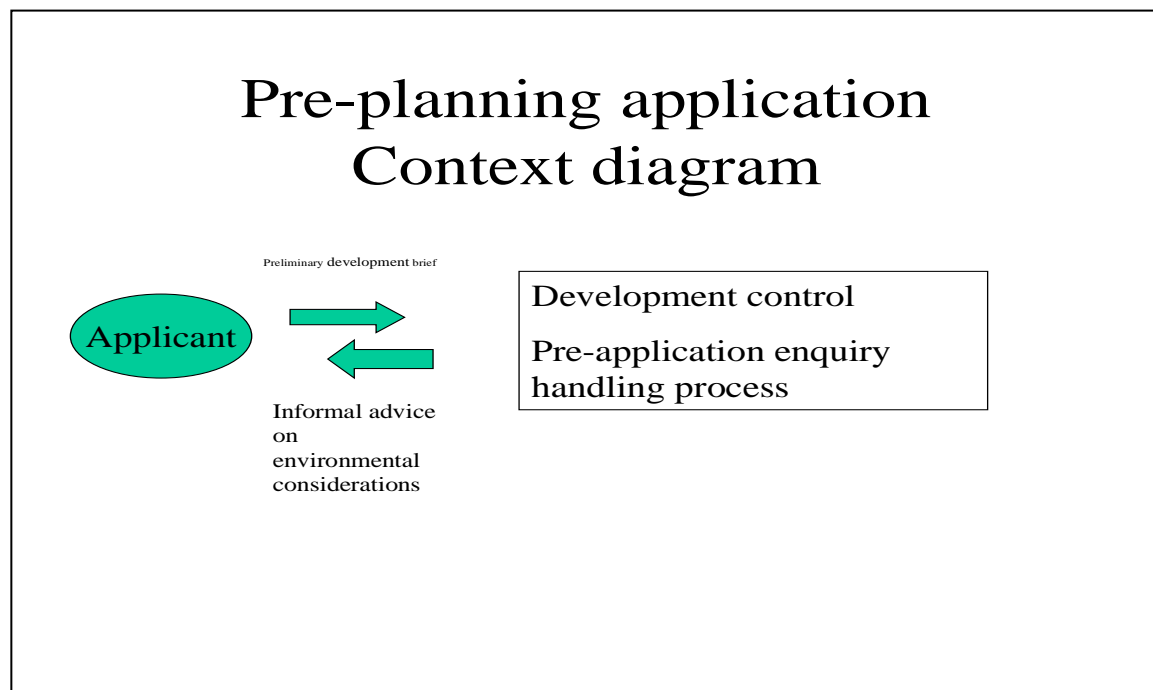 Pre-planning application
Context diagram
Preliminary development brief
Applicant
Development control
Pre-application enquiry
handling process
Informal advice
on
environmental
considerations